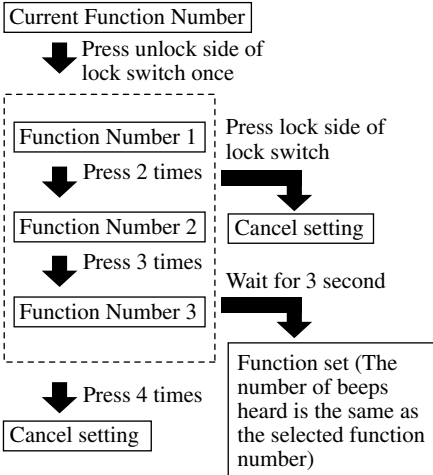 Current Function Number
Press unlock side of
lock switch once
Function Number 1
Press lock side of
lock switch
Press 2 times
Function Number 2
Cancel setting
Press 3 times
Wait for 3 second
Function Number 3
Function set (The
number of beeps
heard is the same as
the selected function
number)
Press 4 times
Cancel setting